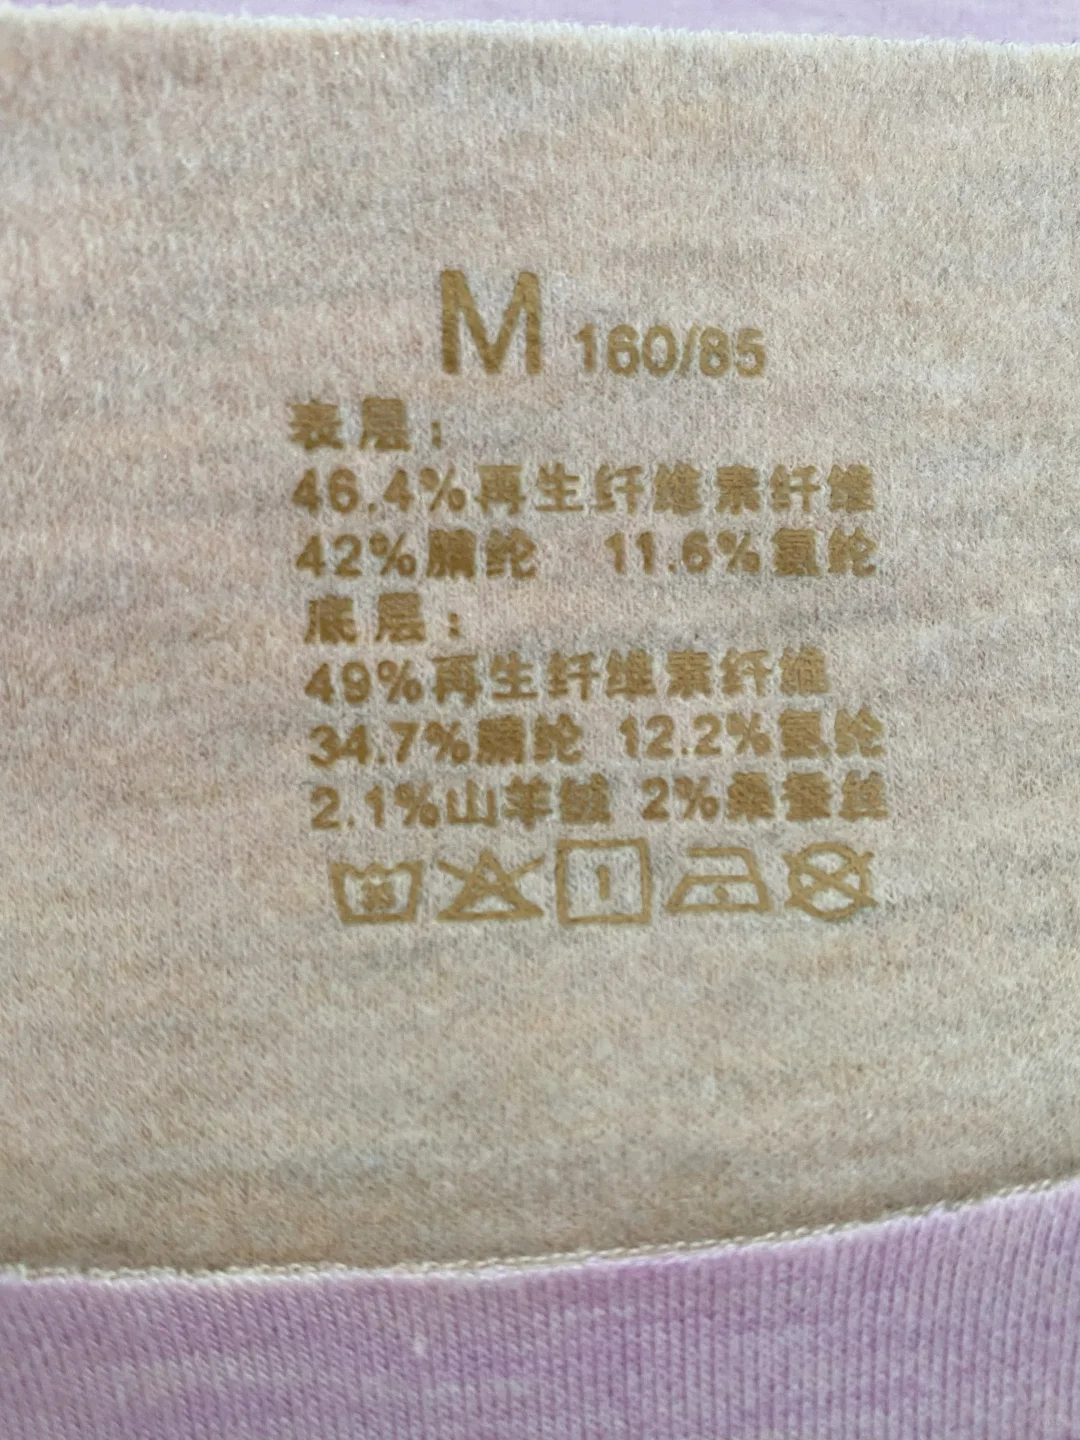 M 160/85
表层：
46.4%再生纤维素纤维
42%腈纶 11.6%氨纶
底层：
49%再生纤维素纤维
34.7%腈纶 12.2%氨纶
2.1%山羊绒 2%桑蚕丝